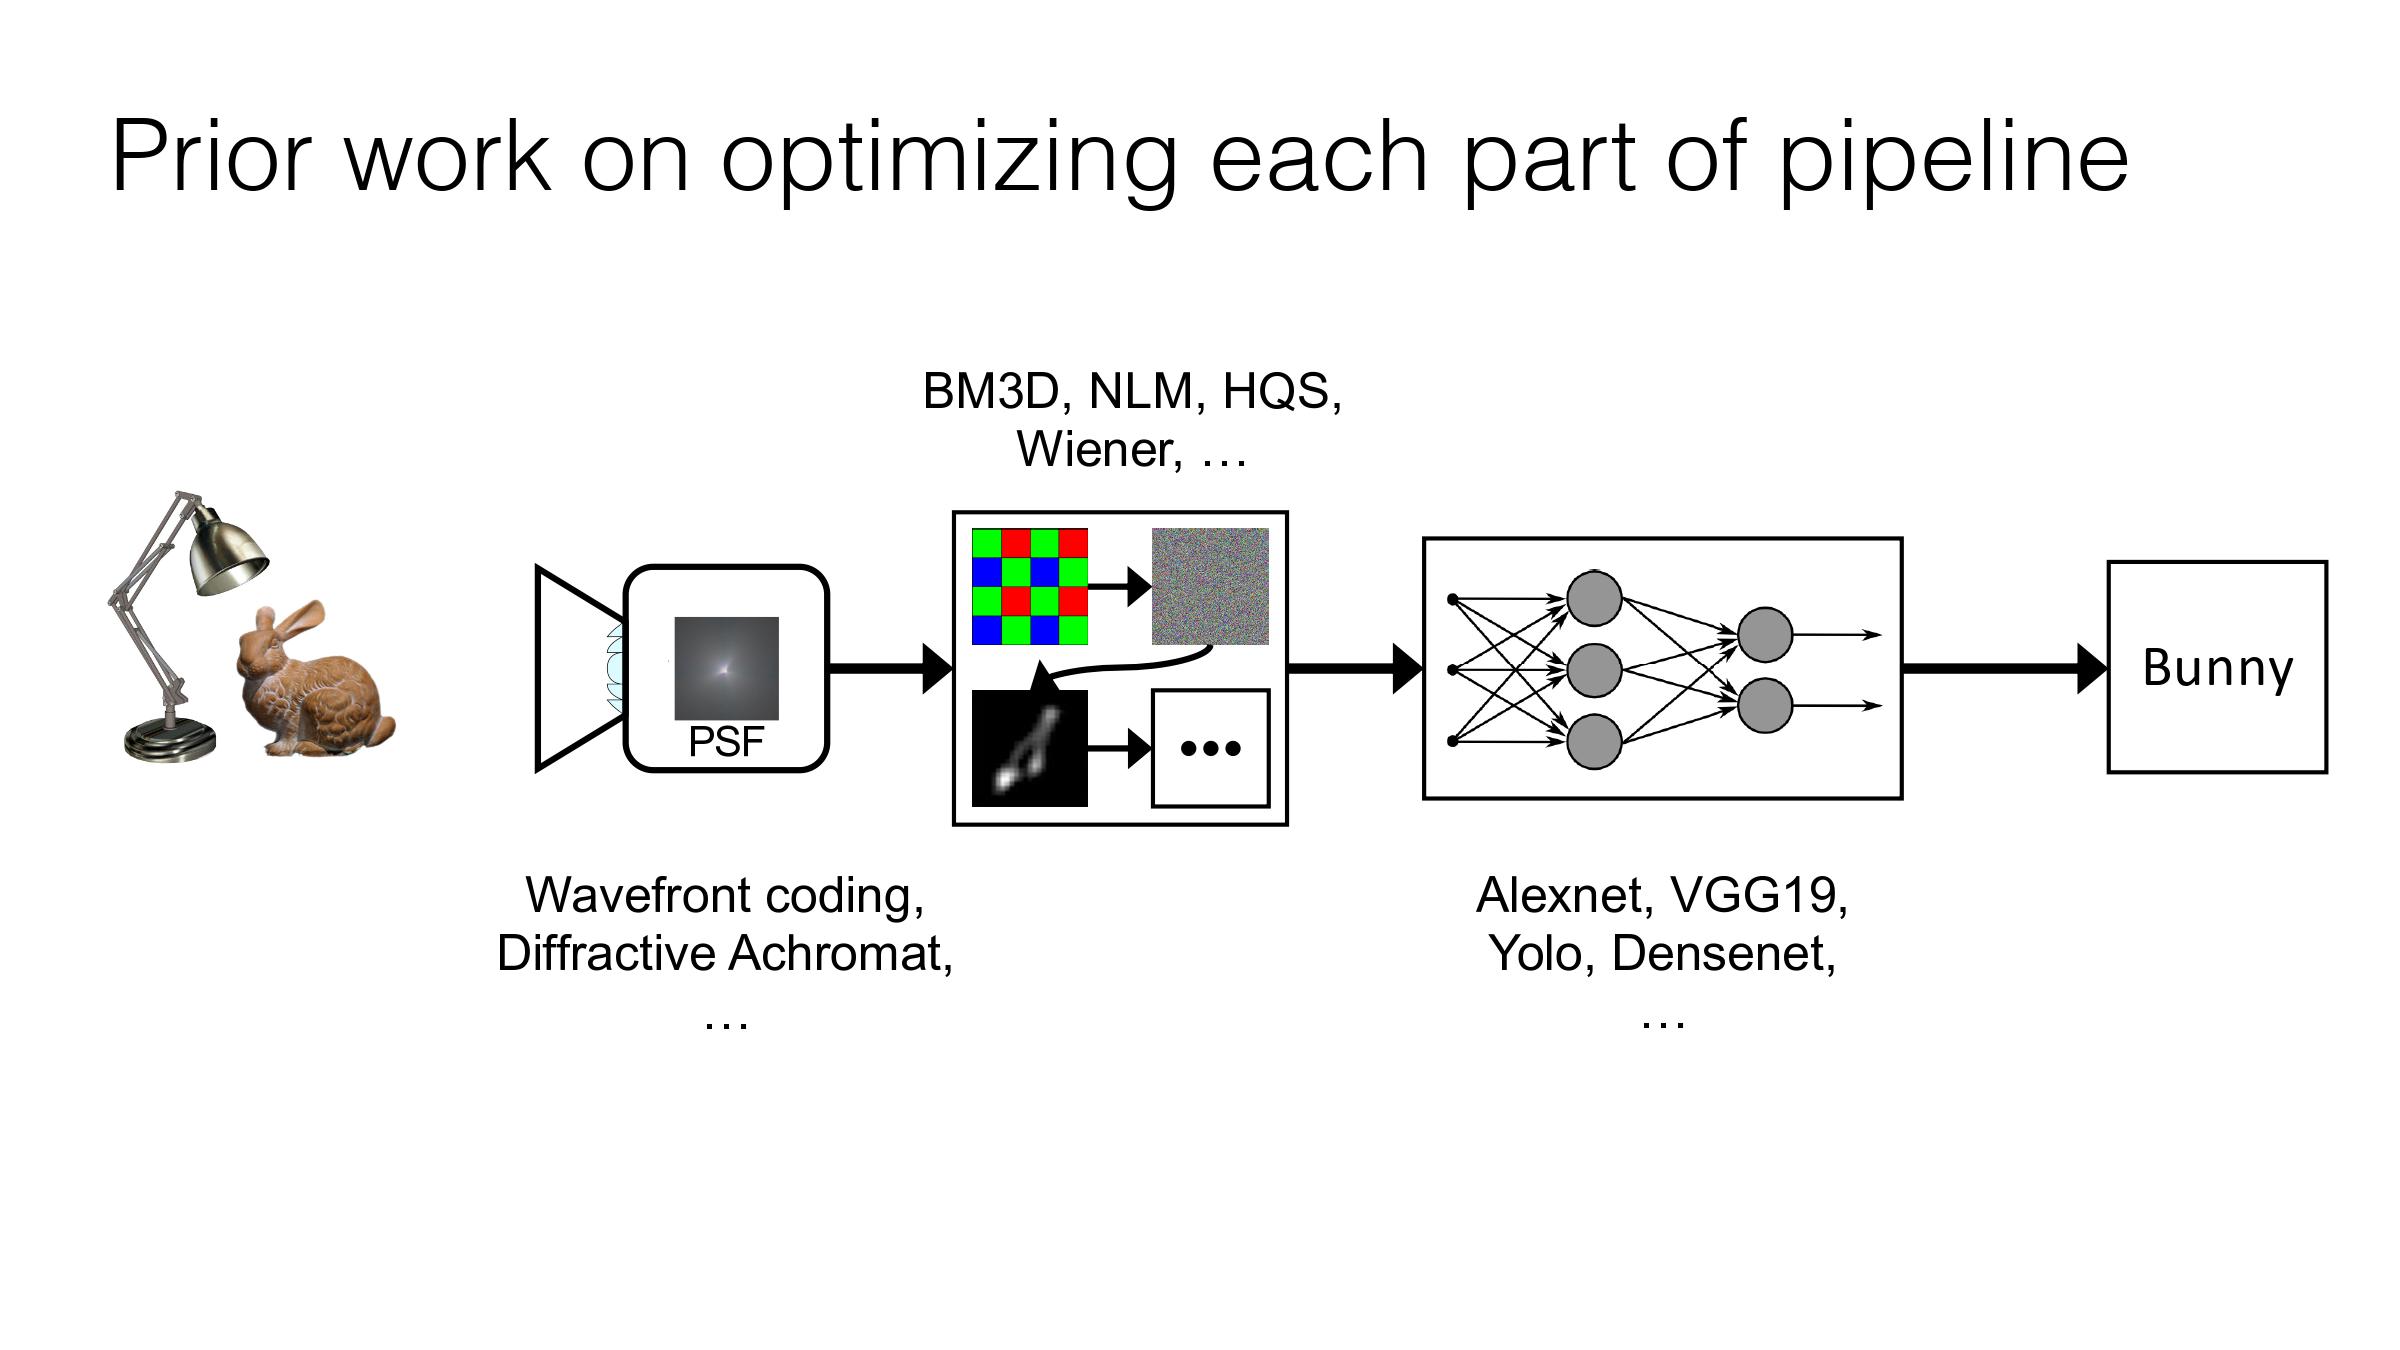 Prior work on optimizing each part of pipeline
BM3D, NLM, HQS,
Wiener, …
PSF
Bunny
Wavefront coding,
Diffractive Achromat,
…
Alexnet, VGG19,
Yolo, Densenet,
…